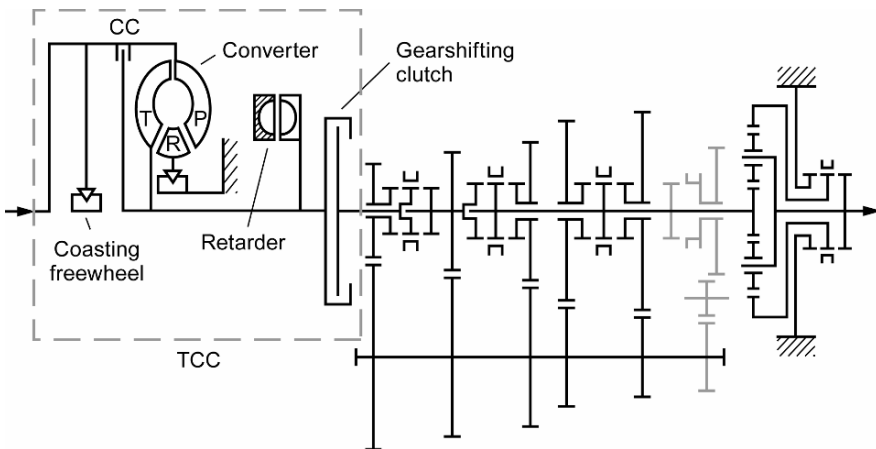 CC
Converter
Gearshifting
clutch
T
P
R
Coasting
freewheel
Retarder
TCC